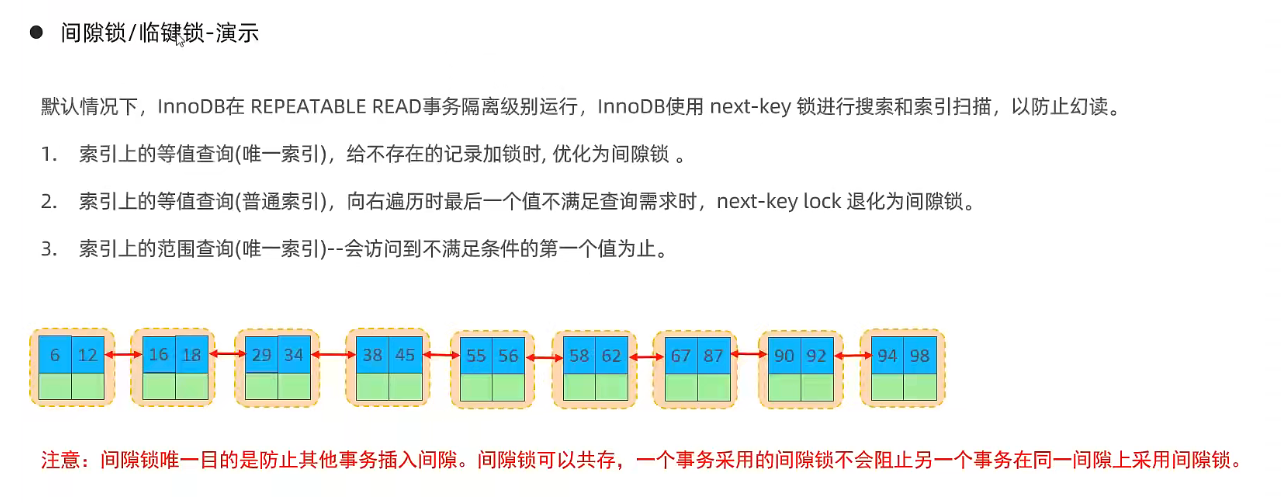 ● 间隙锁/临键锁-演示
默认情况下，InnoDB在 REPEATABLE READ事务隔离级别运行，InnoDB使用 next-key 锁进行搜索和索引扫描，以防止幻读。
1. 索引上的等值查询(唯一索引)，给不存在的记录加锁时, 优化为间隙锁 。
2. 索引上的等值查询(普通索引)，向右遍历时最后一个值不满足查询需求时，next-key lock 退化为间隙锁。
3. 索引上的范围查询(唯一索引)--会访问到不满足条件的第一个值为止。
6 12 16 18 29 34 38 45 55 56 58 62 67 87 90 92 94 98
注意：间隙锁唯一目的是防止其他事务插入间隙。间隙锁可以共存，一个事务采用的间隙锁不会阻止另一个事务在同一间隙上采用间隙锁。